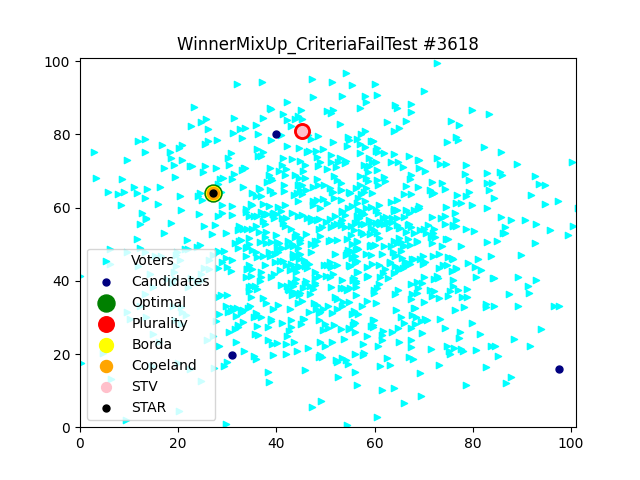 WinnerMixUp_CriteriaFailTest #3618
100
80
60
40
20
0
Voters
Candidates
Optimal
Plurality
Borda
Copeland
STV
STAR
0 20 40 60 80 100